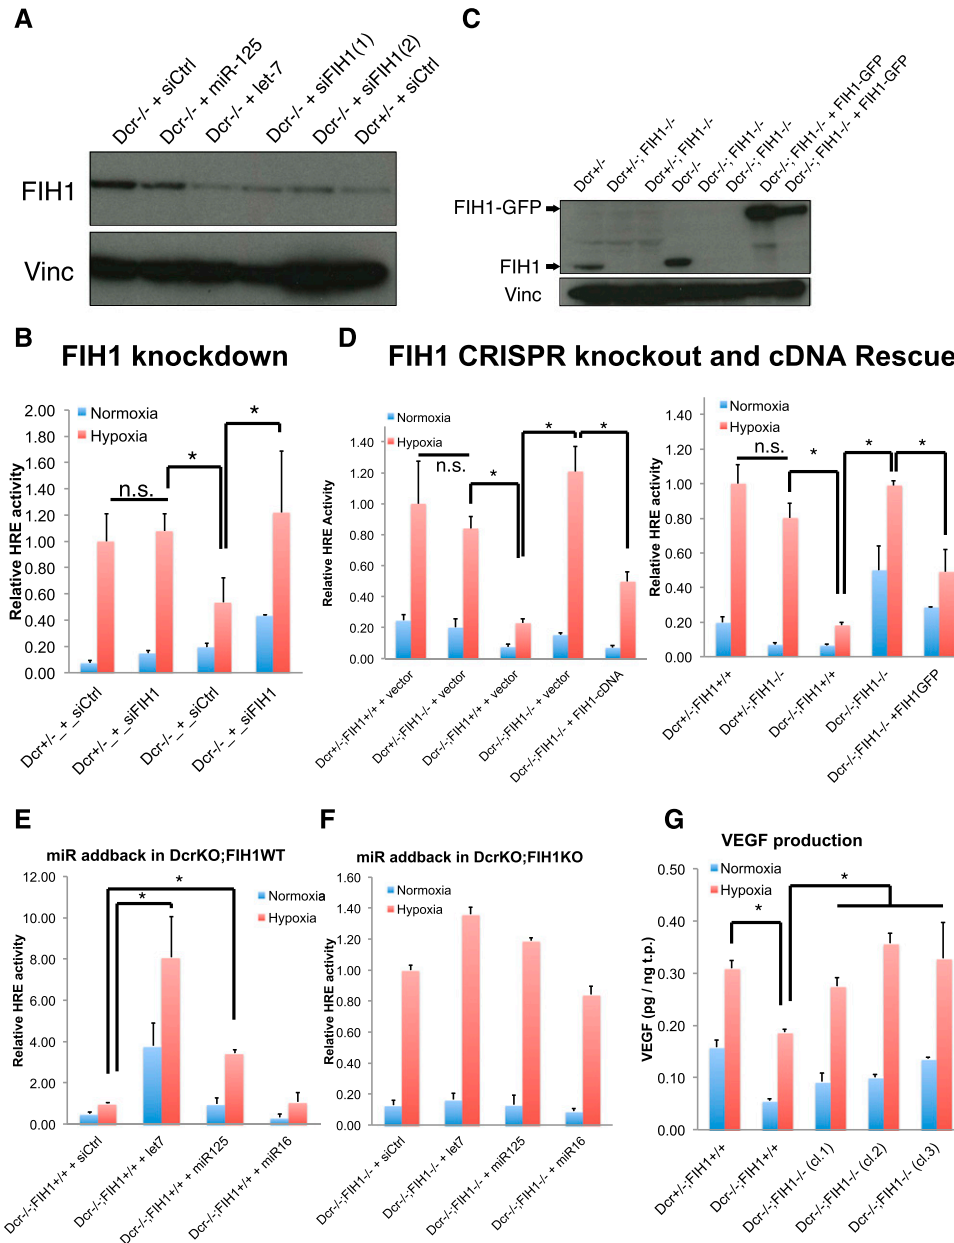 A
Dcr-/- + siCtrl
Dcr-/- + miR-125
Dcr-/- + let-7
Dcr-/- + siFIH1(1)
Dcr-/- + siFIH1(2)
Dcr+/- + siCtrl
FIH1
Vinc
C
Dcr+/-
Dcr+/-; FIH1-/-
Dcr+/-; FIH1-/-
Dcr-/-
Dcr-/-; FIH1-/-
Dcr-/-; FIH1-/-
Dcr-/-; FIH1-/- + FIH1-GFP
Dcr-/-; FIH1-/- + FIH1-GFP
FIH1-GFP
FIH1
Vinc
B
FIH1 knockdown
Normoxia
Hypoxia
Relative HRE activity
2.00
1.80
1.60
1.40
1.20
1.00
0.80
0.60
0.40
0.20
0.00
n.s.
*
*
Dcr+/-_+_siCtrl
Dcr+/-_+_siFIH1
Dcr-/-_+_siCtrl
Dcr-/-_+_siFIH1
D
FIH1 CRISPR knockout and cDNA Rescue
Normoxia
Hypoxia
Relative HRE Activity
1.40
1.20
1.00
0.80
0.60
0.40
0.20
0.00
n.s.
*
*
*
Dcr+/-;FIH1+/+ + vector
Dcr+/-;FIH1-/- + vector
Dcr-/-;FIH1+/+ + vector
Dcr-/-;FIH1-/- + vector
Dcr-/-;FIH1-/- + FIH1-cDNA
Normoxia
Hypoxia
Relative HRE activity
1.40
1.20
1.00
0.80
0.60
0.40
0.20
0.00
n.s.
*
*
*
Dcr+/-;FIH1+/+
Dcr+/-;FIH1-/-
Dcr-/-;FIH1+/+
Dcr-/-;FIH1-/-
Dcr-/-;FIH1-/- +FIH1GFP
E
miR addback in DcrKO;FIH1WT
Normoxia
Hypoxia
Relative HRE activity
12.00
10.00
8.00
6.00
4.00
2.00
0.00
*
*
Dcr-/-;FIH1+/+ + siCtrl
Dcr-/-;FIH1+/+ + let7
Dcr-/-;FIH1+/+ + miR125
Dcr-/-;FIH1+/+ + miR16
F
miR addback in DcrKO;FIH1KO
Normoxia
Hypoxia
Relative HRE activity
1.60
1.40
1.20
1.00
0.80
0.60
0.40
0.20
0.00
Dcr-/-;FIH1-/- + siCtrl
Dcr-/-;FIH1-/- + let7
Dcr-/-;FIH1-/- + miR125
Dcr-/-;FIH1-/- + miR16
G
VEGF production
Normoxia
Hypoxia
VEGF (pg / ng t.p.)
0.50
0.40
0.30
0.20
0.10
0.00
*
*
Dcr+/-;FIH1+/+
Dcr-/-;FIH1+/+
Dcr-/-;FIH1-/- (cl.1)
Dcr-/-;FIH1-/- (cl.2)
Dcr-/-;FIH1-/- (cl.3)